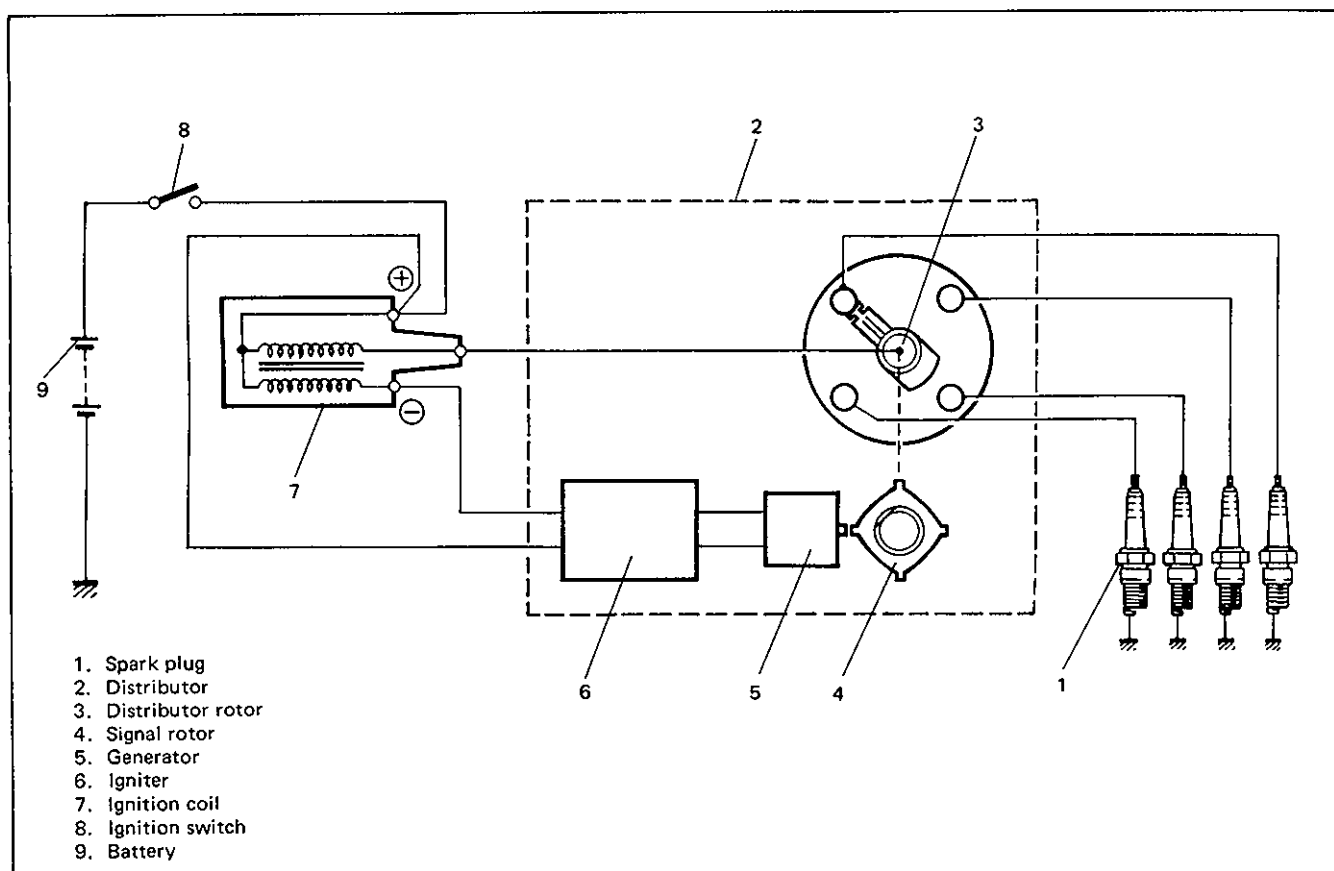 8
2
3
+
9
−
7
6
5
4
1
1. Spark plug
2. Distributor
3. Distributor rotor
4. Signal rotor
5. Generator
6. Igniter
7. Ignition coil
8. Ignition switch
9. Battery